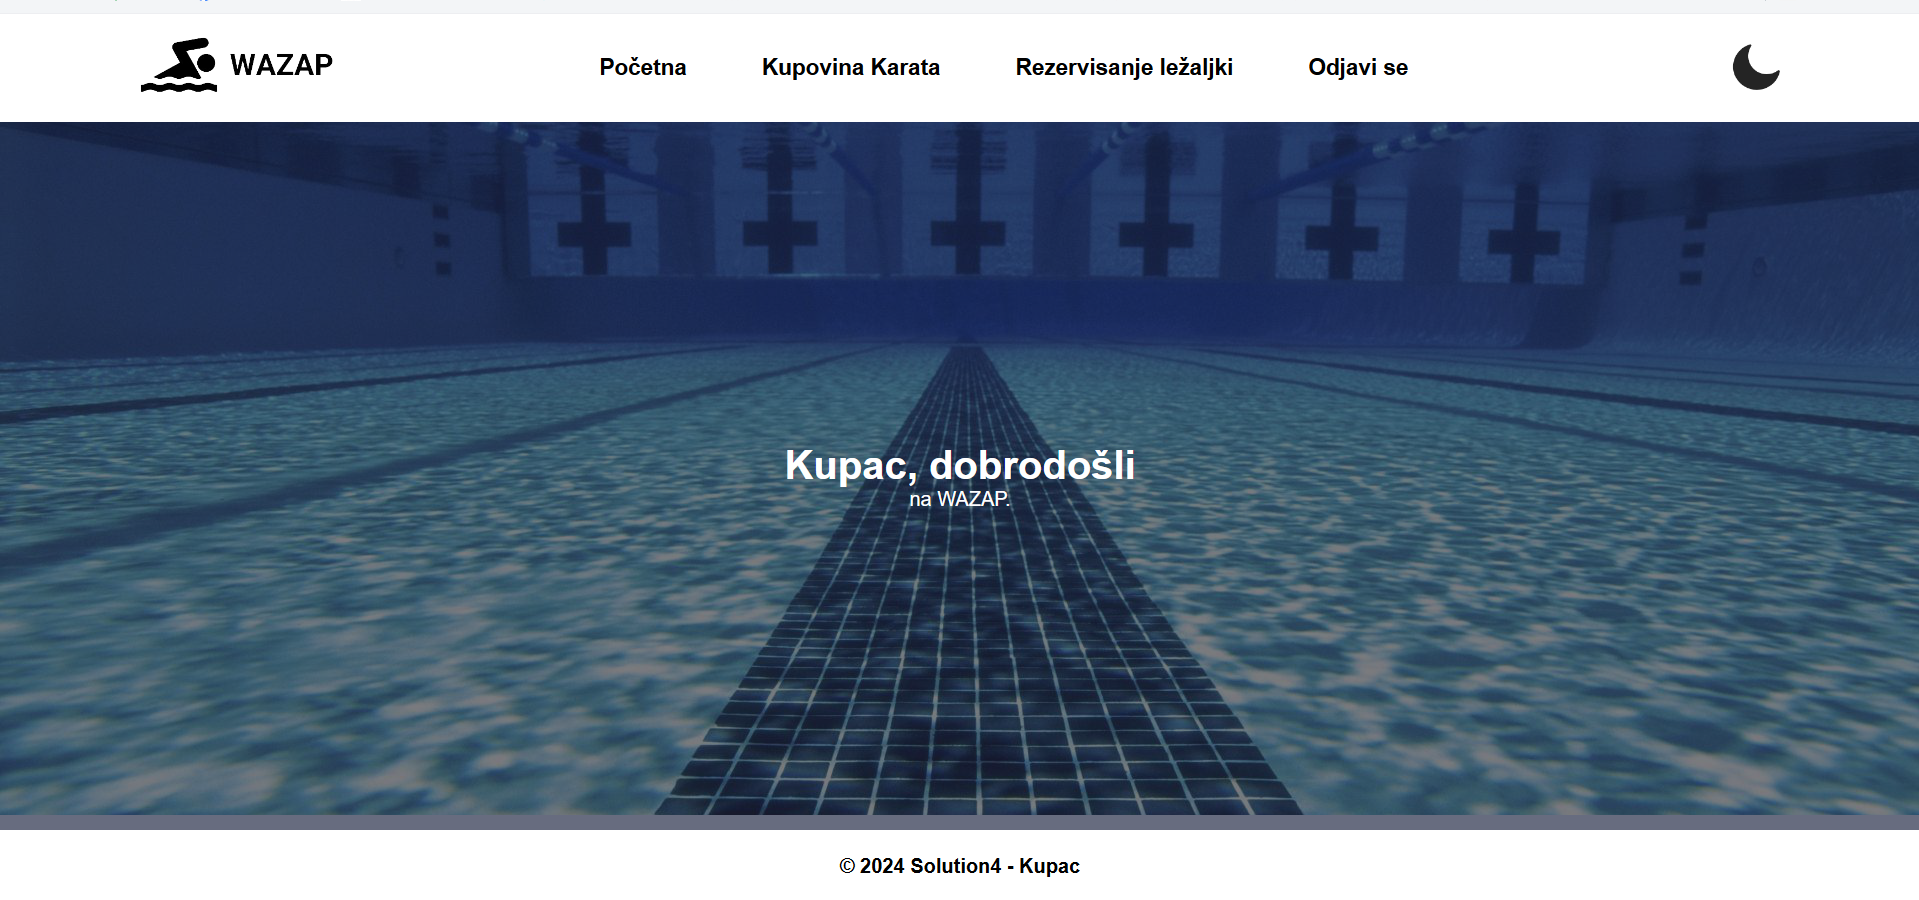 WAZAP
Početna
Kupovina Karata
Rezervisanje ležaljki
Odjavi se
Kupac, dobrodošli
na WAZAP.
© 2024 Solution4 - Kupac